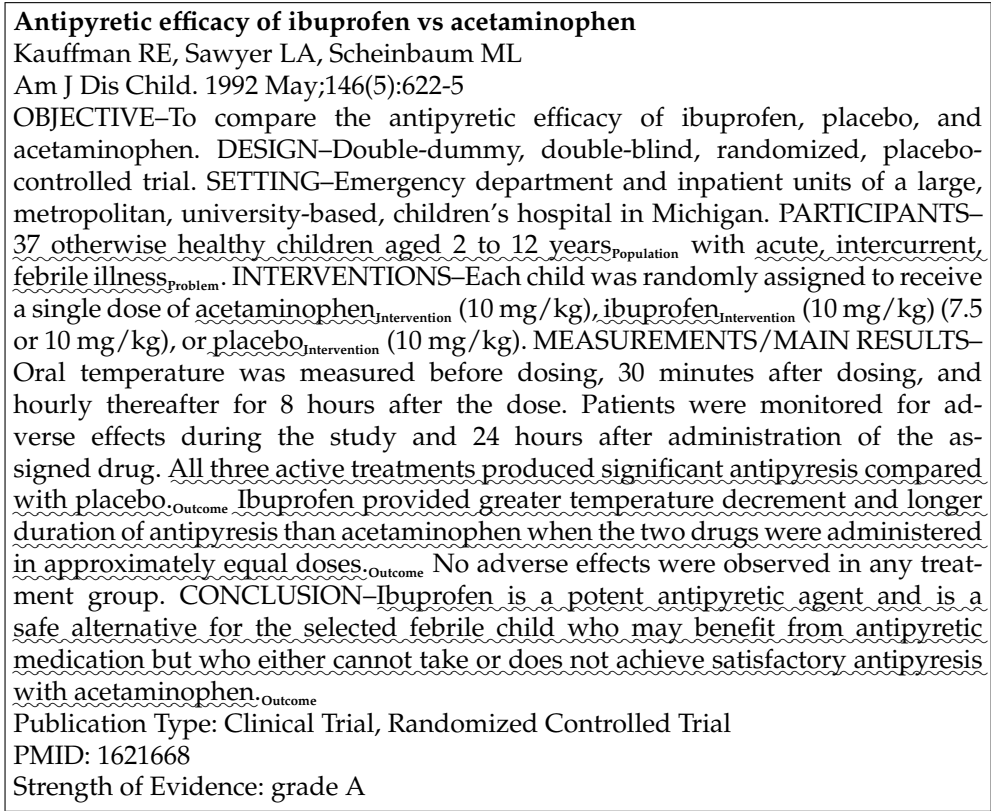 Antipyretic efficacy of ibuprofen vs acetaminophen
Kauffman RE, Sawyer LA, Scheinbaum ML
Am J Dis Child. 1992 May;146(5):622-5
OBJECTIVE–To compare the antipyretic efficacy of ibuprofen, placebo, and
acetaminophen. DESIGN–Double-dummy, double-blind, randomized, placebo-
controlled trial. SETTING–Emergency department and inpatient units of a large,
metropolitan, university-based, children's hospital in Michigan. PARTICIPANTS–
37 otherwise healthy children aged 2 to 12 yearsPopulation with acute, intercurrent,
febrile illnessProblem. INTERVENTIONS–Each child was randomly assigned to receive
a single dose of acetaminophenIntervention (10 mg/kg), ibuprofenIntervention (10 mg/kg) (7.5
or 10 mg/kg), or placeboIntervention (10 mg/kg). MEASUREMENTS/MAIN RESULTS–
Oral temperature was measured before dosing, 30 minutes after dosing, and
hourly thereafter for 8 hours after the dose. Patients were monitored for ad-
verse effects during the study and 24 hours after administration of the as-
signed drug. All three active treatments produced significant antipyresis compared
with placebo.Outcome Ibuprofen provided greater temperature decrement and longer
duration of antipyresis than acetaminophen when the two drugs were administered
in approximately equal doses.Outcome No adverse effects were observed in any treat-
ment group. CONCLUSION–Ibuprofen is a potent antipyretic agent and is a
safe alternative for the selected febrile child who may benefit from antipyretic
medication but who either cannot take or does not achieve satisfactory antipyresis
with acetaminophen.Outcome
Publication Type: Clinical Trial, Randomized Controlled Trial
PMID: 1621668
Strength of Evidence: grade A